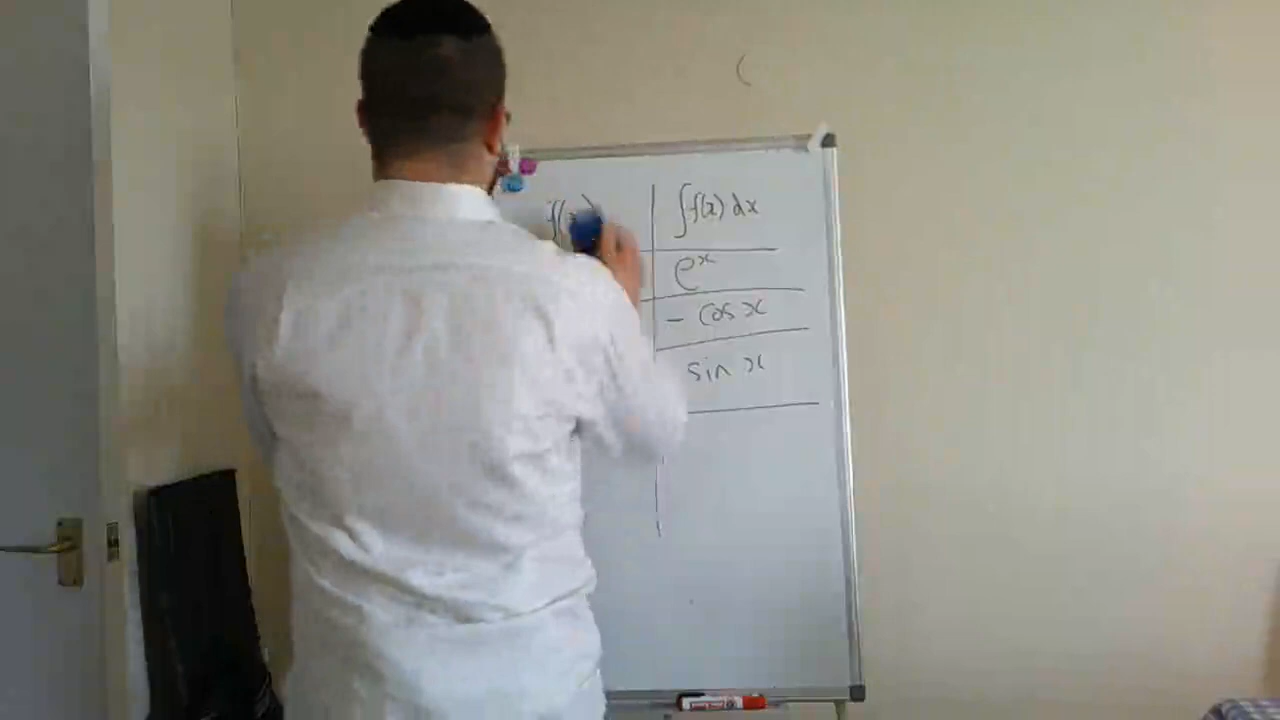 f(x) ∫f(x) dx
e^x
- cos x
sin x